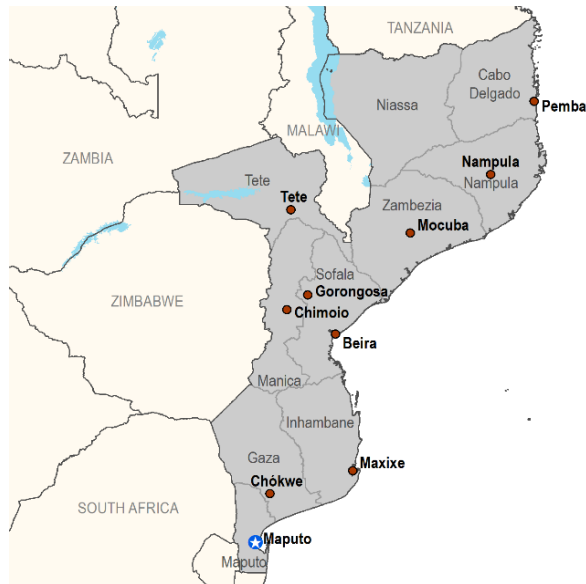 TANZANIA
Cabo
Delgado
Niassa
Pemba
MALAWI
ZAMBIA
Nampula
Nampula
Tete
Tete
Zambezia
Mocuba
Sofala
Gorongosa
ZIMBABWE
Chimoio
Beira
Manica
Inhambane
Gaza
Maxixe
Chókwe
SOUTH AFRICA
Maputo
Maputo